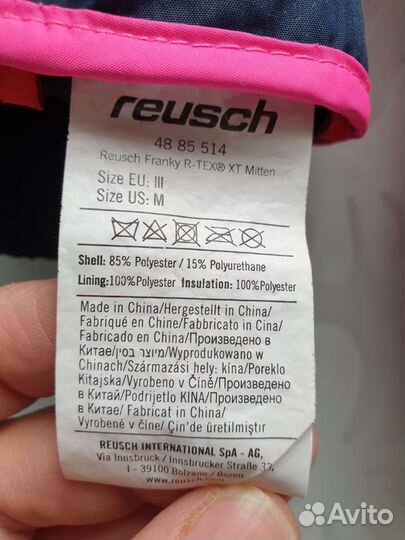 reusch
48 85 514
Reusch Franky R-TEX® XT Mitten
Size EU: III
Size US: M
Shell: 85% Polyester / 15% Polyurethane
Lining:100%Polyester Insulation: 100%Polyester
Made in China/Hergestellt in China/
Fabriqué en Chine/Fabbricato in Cina/
Fabricado en China/Произведено в
Китае/מיוצר בסין/Wyprodukowano w
Chinach/Származási hely: kína/Poreklo
Kitajska/Vyrobeno v Číně/Произведено
в Китай/Podrijetlo KINA/Произведено
в Китае/ Fabricat in China/
Vyrobené v číne/ Çin'de üretilmiştir
REUSCH INTERNATIONAL SpA - AG,
Via Innsbruck / Innsbrucker Straße 33,
I - 39100 Bolzano / Bozen
www.reusch.com
Avito